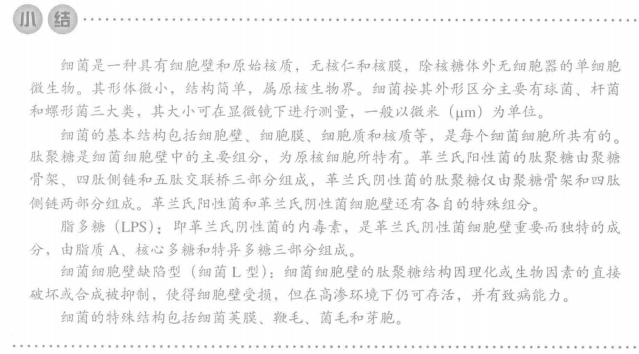 小结
细菌是一种具有细胞壁和原始核质，无核仁和核膜，除核糖体外无细胞器的单细胞
微生物。其形体微小，结构简单，属原核生物界。细菌按其外形区分主要有球菌、杆菌
和螺形菌三大类，其大小可在显微镜下进行测量，一般以微米（μm）为单位。
细菌的基本结构包括细胞壁、细胞膜、细胞质和核质等，是每个细菌细胞所共有的。
肽聚糖是细菌细胞壁中的主要组分，为原核细胞所特有。革兰氏阳性菌的肽聚糖由聚糖
骨架、四肽侧链和五肽交联桥三部分组成，革兰氏阴性菌的肽聚糖仅由聚糖骨架和四肽
侧链两部分组成。革兰氏阳性菌和革兰氏阴性菌细胞壁还有各自的特殊组分。
脂多糖（LPS）：即革兰氏阴性菌的内毒素，是革兰氏阴性菌细胞壁重要而独特的成
分，由脂质 A、核心多糖和特异多糖三部分组成。
细菌细胞壁缺陷型（细菌 L 型）：细菌细胞壁的肽聚糖结构因理化或生物因素的直接
破坏或合成被抑制，使得细胞壁受损，但在高渗环境下仍可存活，并有致病能力。
细菌的特殊结构包括细菌荚膜、鞭毛、菌毛和芽胞。